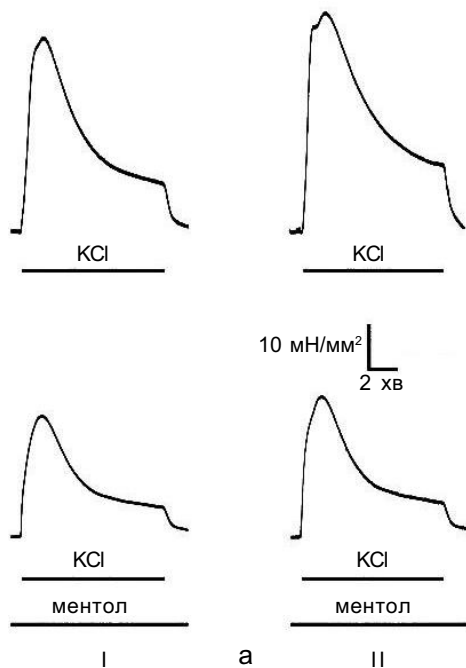 KCl KCl
10 мН/мм²
2 хв
KCl KCl
ментол ментол
I а II